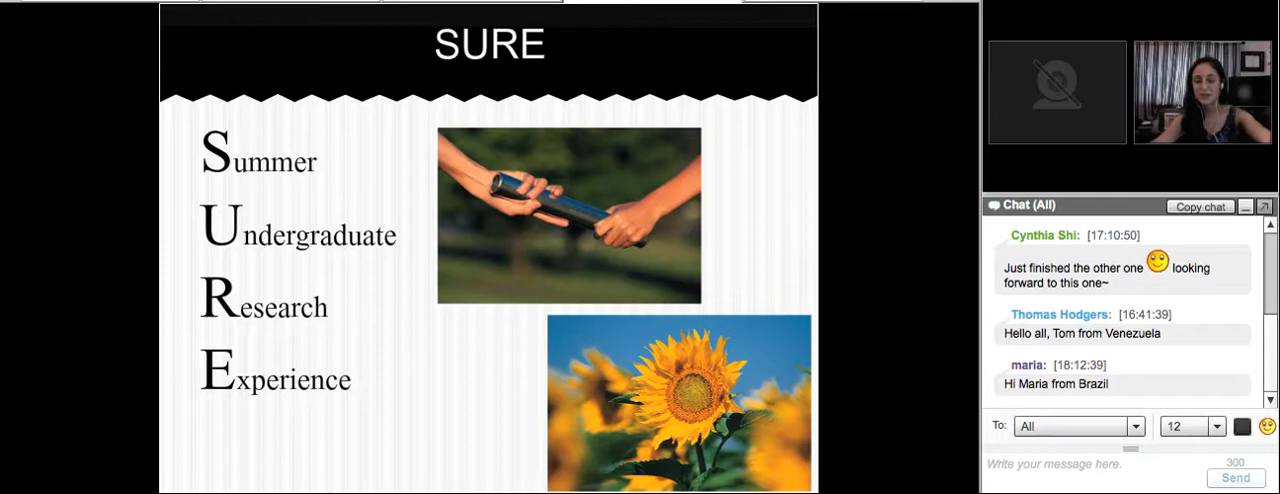 SURE
Summer
Undergraduate
Research
Experience
Chat (All)
Copy chat
Cynthia Shi: [17:10:50]
Just finished the other one looking
forward to this one~
Thomas Hodgers: [16:41:39]
Hello all, Tom from Venezuela
maria: [18:12:39]
Hi Maria from Brazil
To: All 12
Write your message here.
300
Send